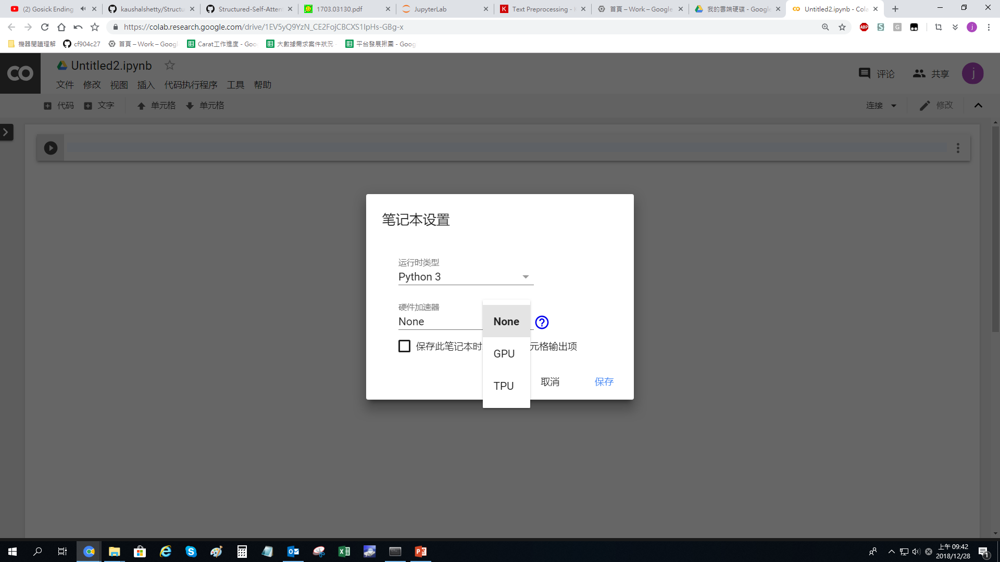 (2) Gosick Ending
kaushalshetty/Structu
Structured-Self-Atten
1703.03130.pdf
JupyterLab
Text Preprocessing -
首頁 – Work – Google
我的雲端硬碟 - Google
Untitled2.ipynb - Cola
https://colab.research.google.com/drive/1EV5yQ9YzN_CE2FojCBCXS1IpHs-GBg-x
ABP
S
G
j
機器閱讀理解
cf904c27
首頁 – Work – Googl
Carat工作進度 - Goo
大數據需求案件狀況 -
平台發展揪團 - Goog
CO
Untitled2.ipynb
评论
共享
j
文件 修改 视图 插入 代码执行程序 工具 帮助
代码 文字 单元格 单元格
连接 修改
笔记本设置
运行时类型
Python 3
硬件加速器
None
None
GPU
TPU
保存此笔记本时
元格输出项
取消 保存
上午 09:42
2018/12/28
1